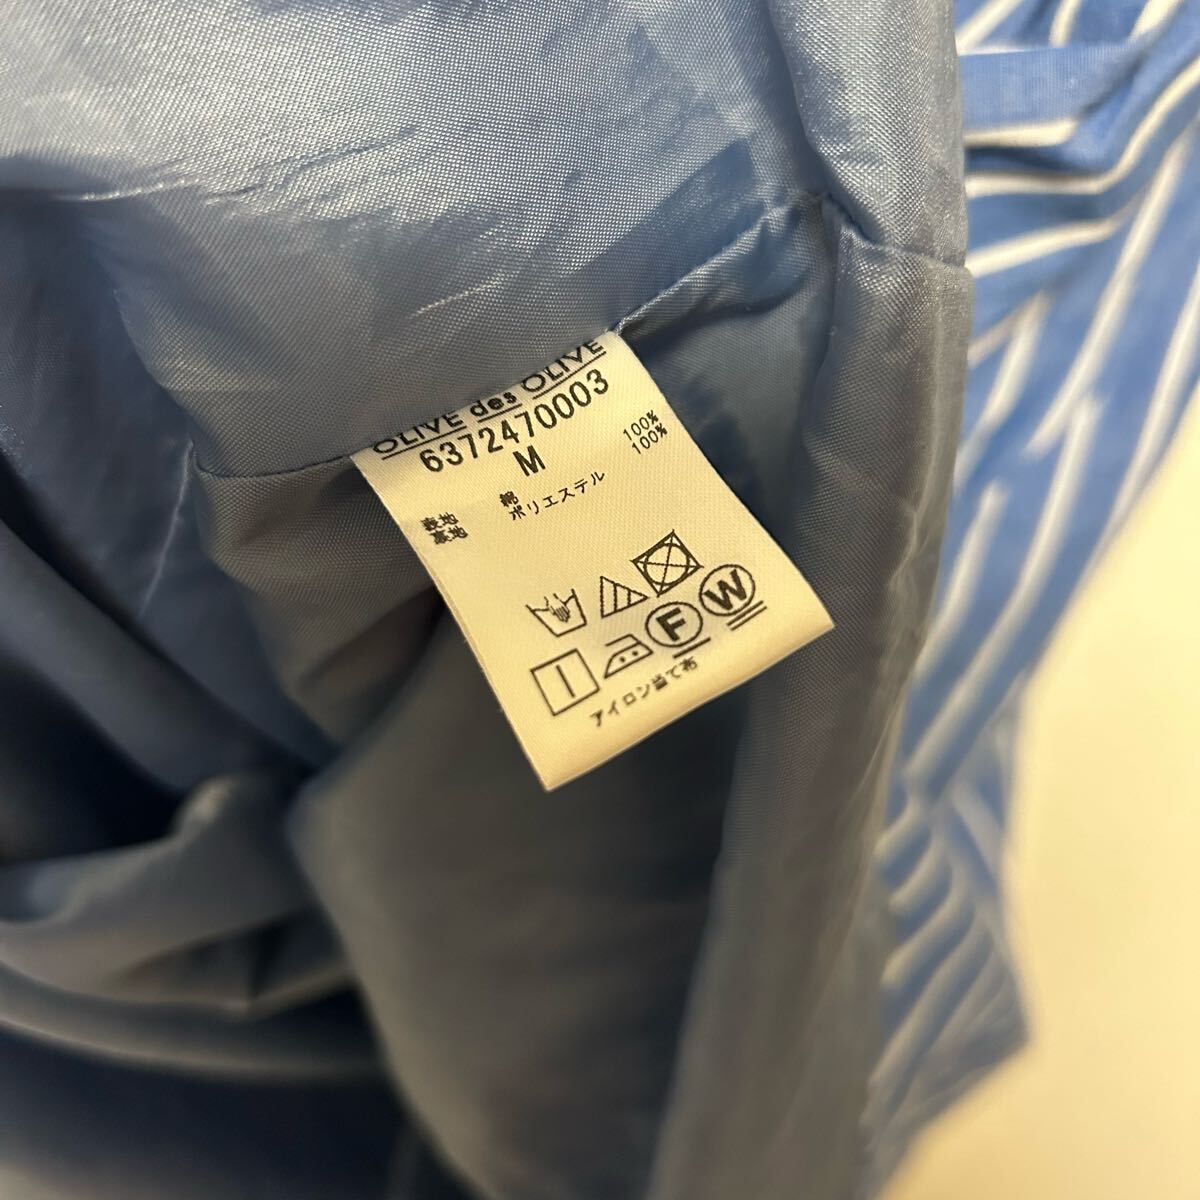 OLIVE des OLIVE
6372470003
M
表地 綿 100%
裏地 ポリエステル 100%
F W
アイロン当て布